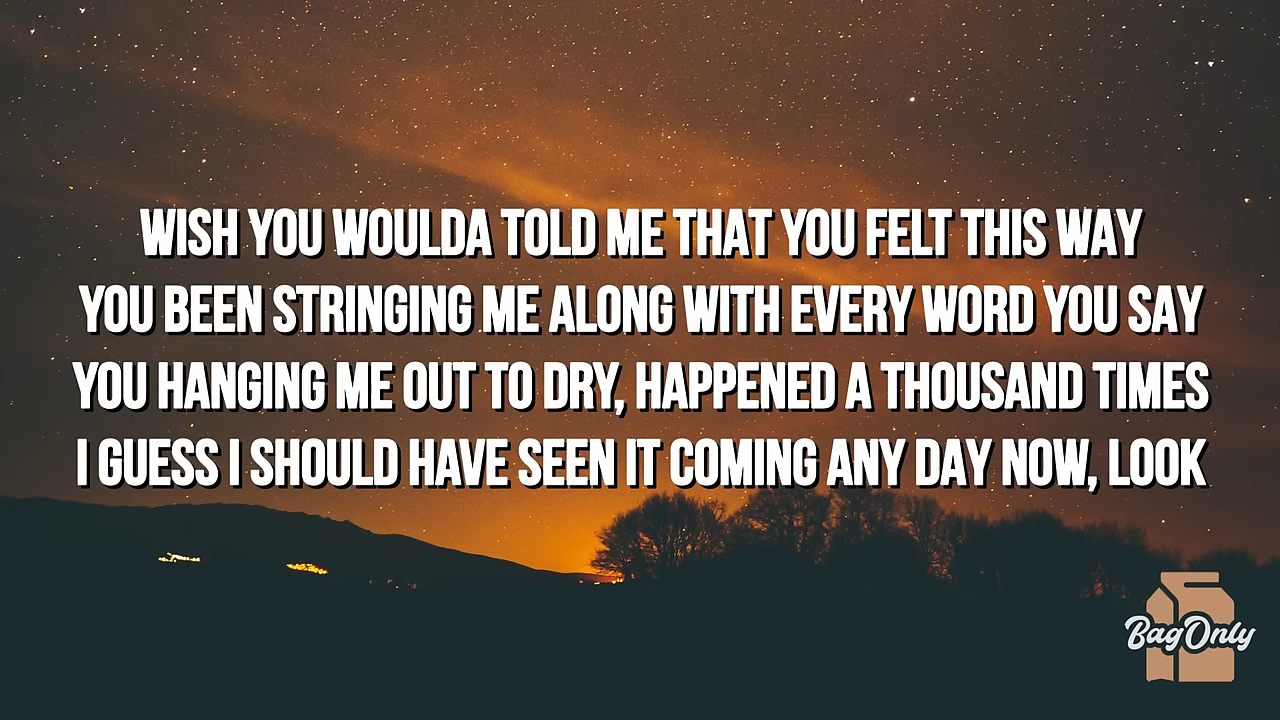 WISH YOU WOULDA TOLD ME THAT YOU FELT THIS WAY
YOU BEEN STRINGING ME ALONG WITH EVERY WORD YOU SAY
YOU HANGING ME OUT TO DRY, HAPPENED A THOUSAND TIMES
I GUESS I SHOULD HAVE SEEN IT COMING ANY DAY NOW, LOOK
BagOnly